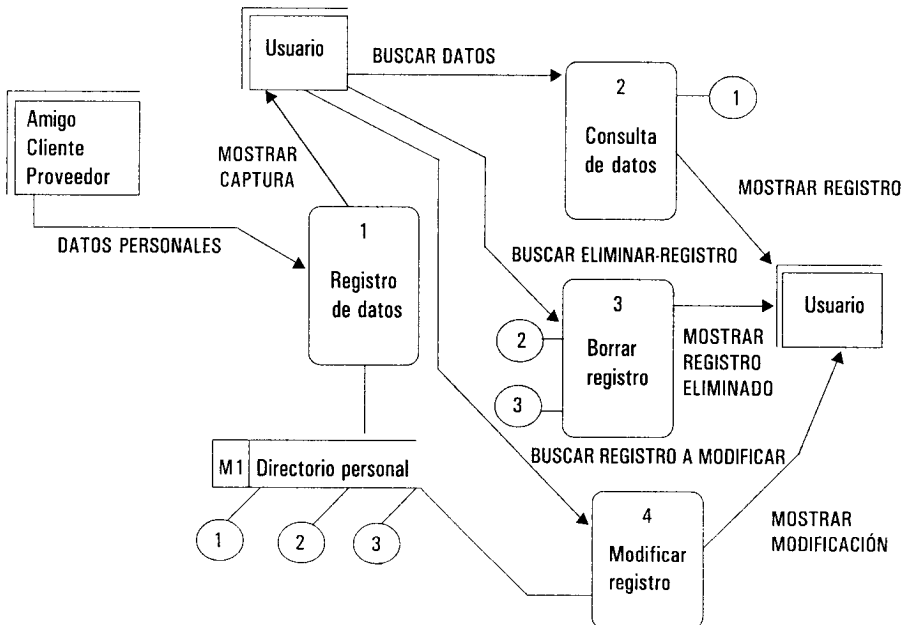 Usuario
BUSCAR DATOS
2
Consulta
de datos
1
Amigo
Cliente
Proveedor
MOSTRAR
CAPTURA
MOSTRAR REGISTRO
DATOS PERSONALES
1
Registro
de datos
BUSCAR ELIMINAR-REGISTRO
3
Borrar
registro
2
3
MOSTRAR
REGISTRO
ELIMINADO
Usuario
M1 Directorio personal
BUSCAR REGISTRO A MODIFICAR
1
2
3
4
Modificar
registro
MOSTRAR
MODIFICACIÓN